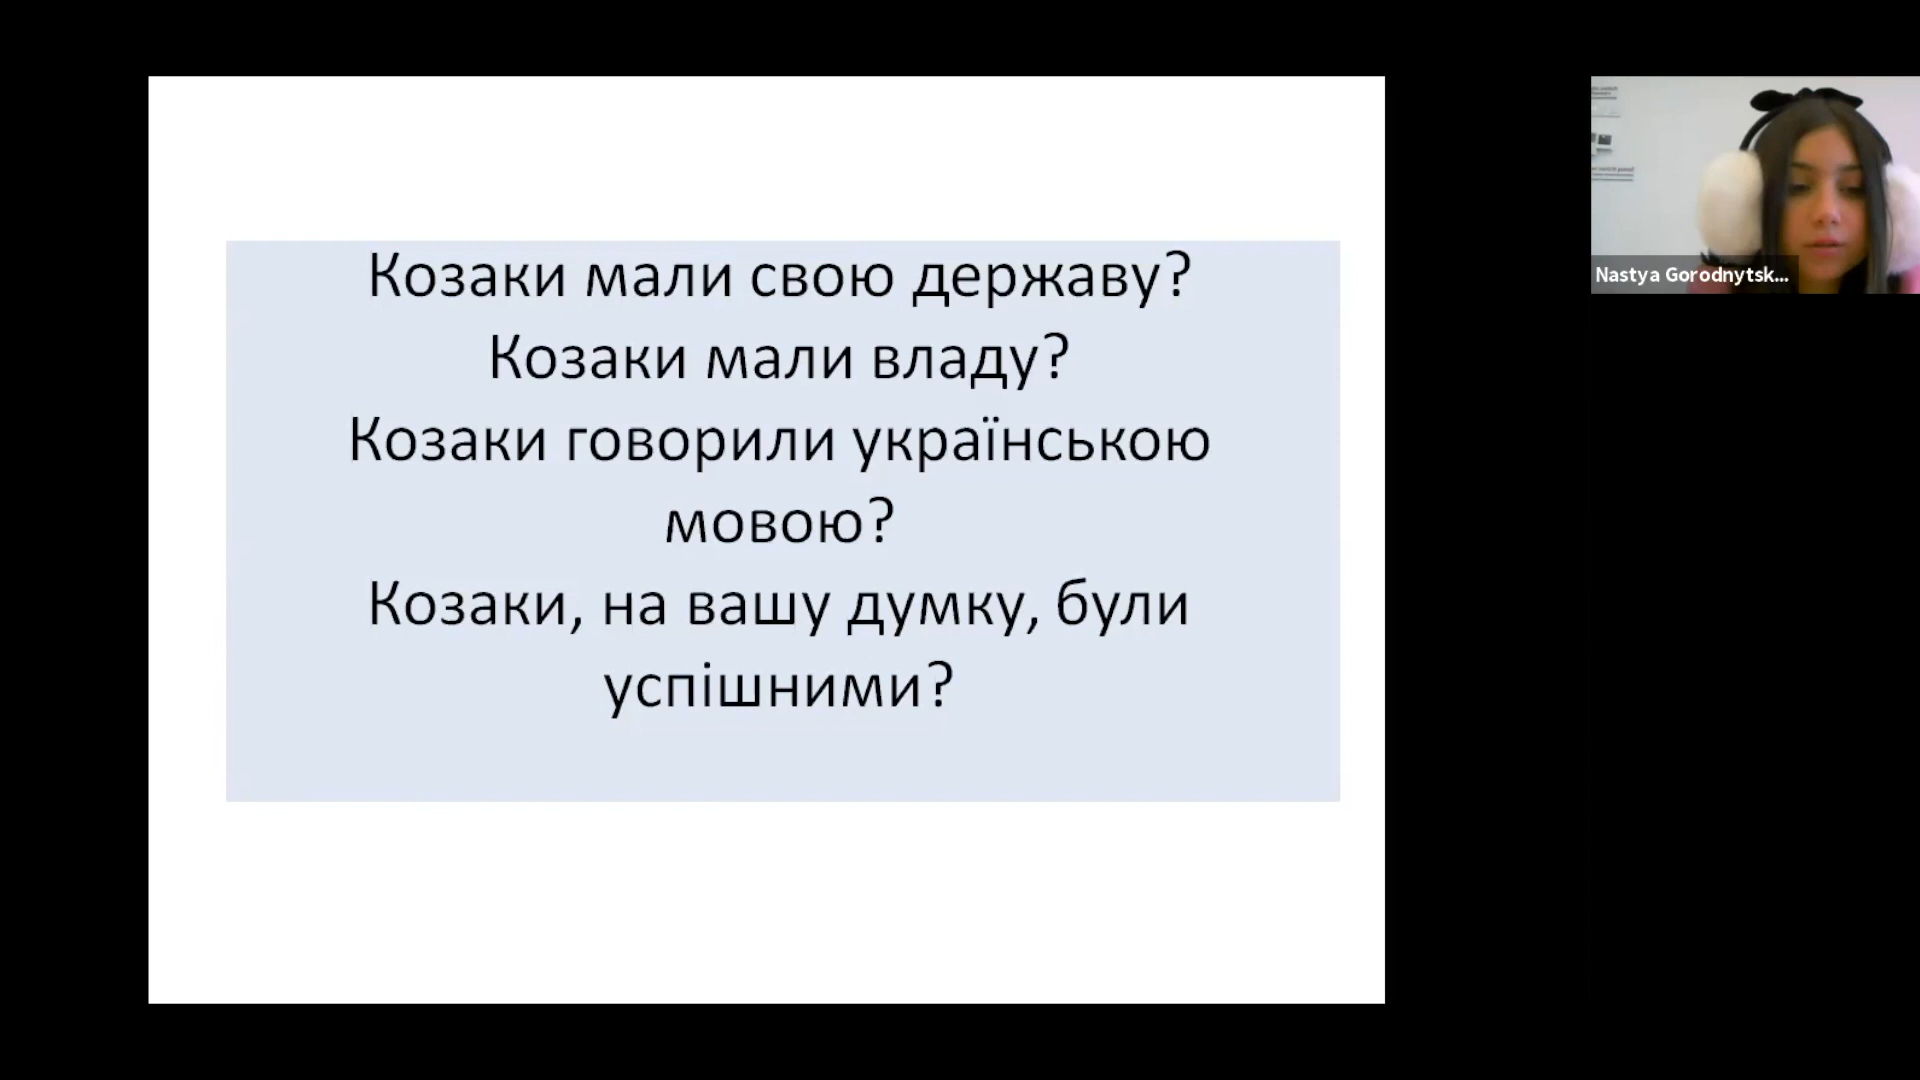 Козаки мали свою державу?
Козаки мали владу?
Козаки говорили українською
мовою?
Козаки, на вашу думку, були
успішними?
Nastya Gorodnytsk...